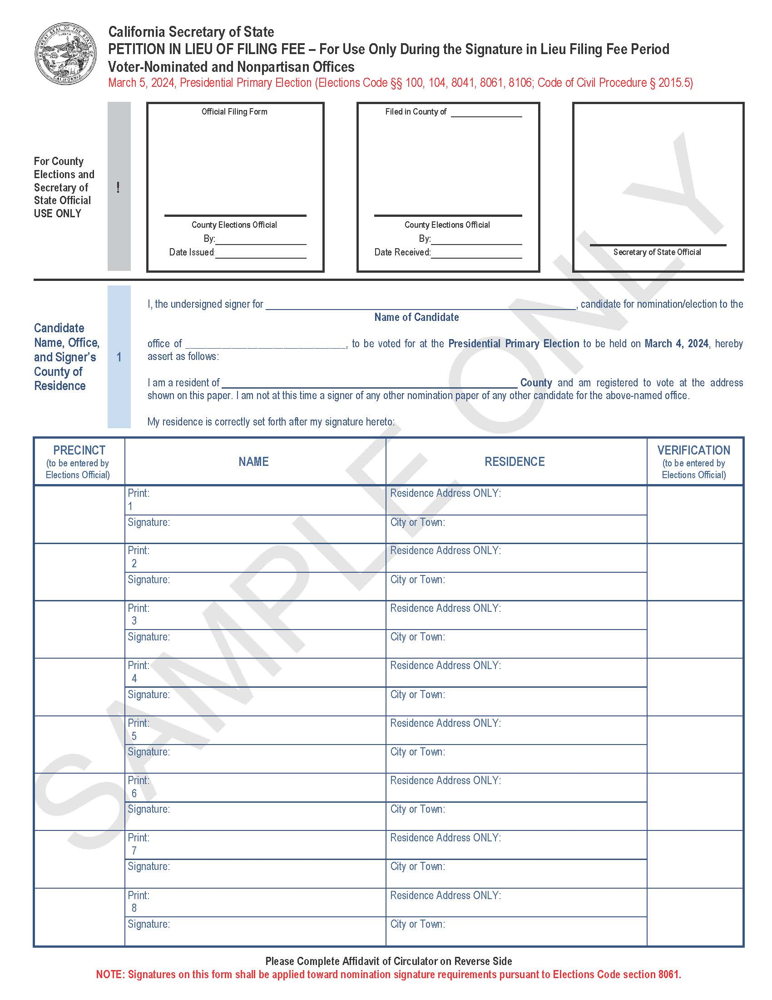 California Secretary of State
PETITION IN LIEU OF FILING FEE – For Use Only During the Signature in Lieu Filing Fee Period
Voter-Nominated and Nonpartisan Offices
March 5, 2024, Presidential Primary Election (Elections Code §§ 100, 104, 8041, 8061, 8106; Code of Civil Procedure § 2015.5)
THE GREAT SEAL OF THE STATE OF CALIFORNIA
EUREKA
For County
Elections and
Secretary of
State Official
USE ONLY
!
Official Filing Form
County Elections Official
By:
Date Issued:
Filed in County of
County Elections Official
By:
Date Received:
Secretary of State Official
Candidate
Name, Office,
and Signer's
County of
Residence
1
I, the undersigned signer for ____, candidate for nomination/election to the
Name of Candidate
office of ____, to be voted for at the Presidential Primary Election to be held on March 4, 2024, hereby
assert as follows:
I am a resident of ____ County and am registered to vote at the address
shown on this paper. I am not at this time a signer of any other nomination paper of any other candidate for the above-named office.
My residence is correctly set forth after my signature hereto:
PRECINCT
(to be entered by
Elections Official)
NAME
RESIDENCE
VERIFICATION
(to be entered by
Elections Official)
Print:
1
Residence Address ONLY:
Signature:
City or Town:
Print:
2
Residence Address ONLY:
Signature:
City or Town:
Print:
3
Residence Address ONLY:
Signature:
City or Town:
Print:
4
Residence Address ONLY:
Signature:
City or Town:
Print:
5
Residence Address ONLY:
Signature:
City or Town:
Print:
6
Residence Address ONLY:
Signature:
City or Town:
Print:
7
Residence Address ONLY:
Signature:
City or Town:
Print:
8
Residence Address ONLY:
Signature:
City or Town:
Please Complete Affidavit of Circulator on Reverse Side
NOTE: Signatures on this form shall be applied toward nomination signature requirements pursuant to Elections Code section 8061.
SAMPLE ONLY